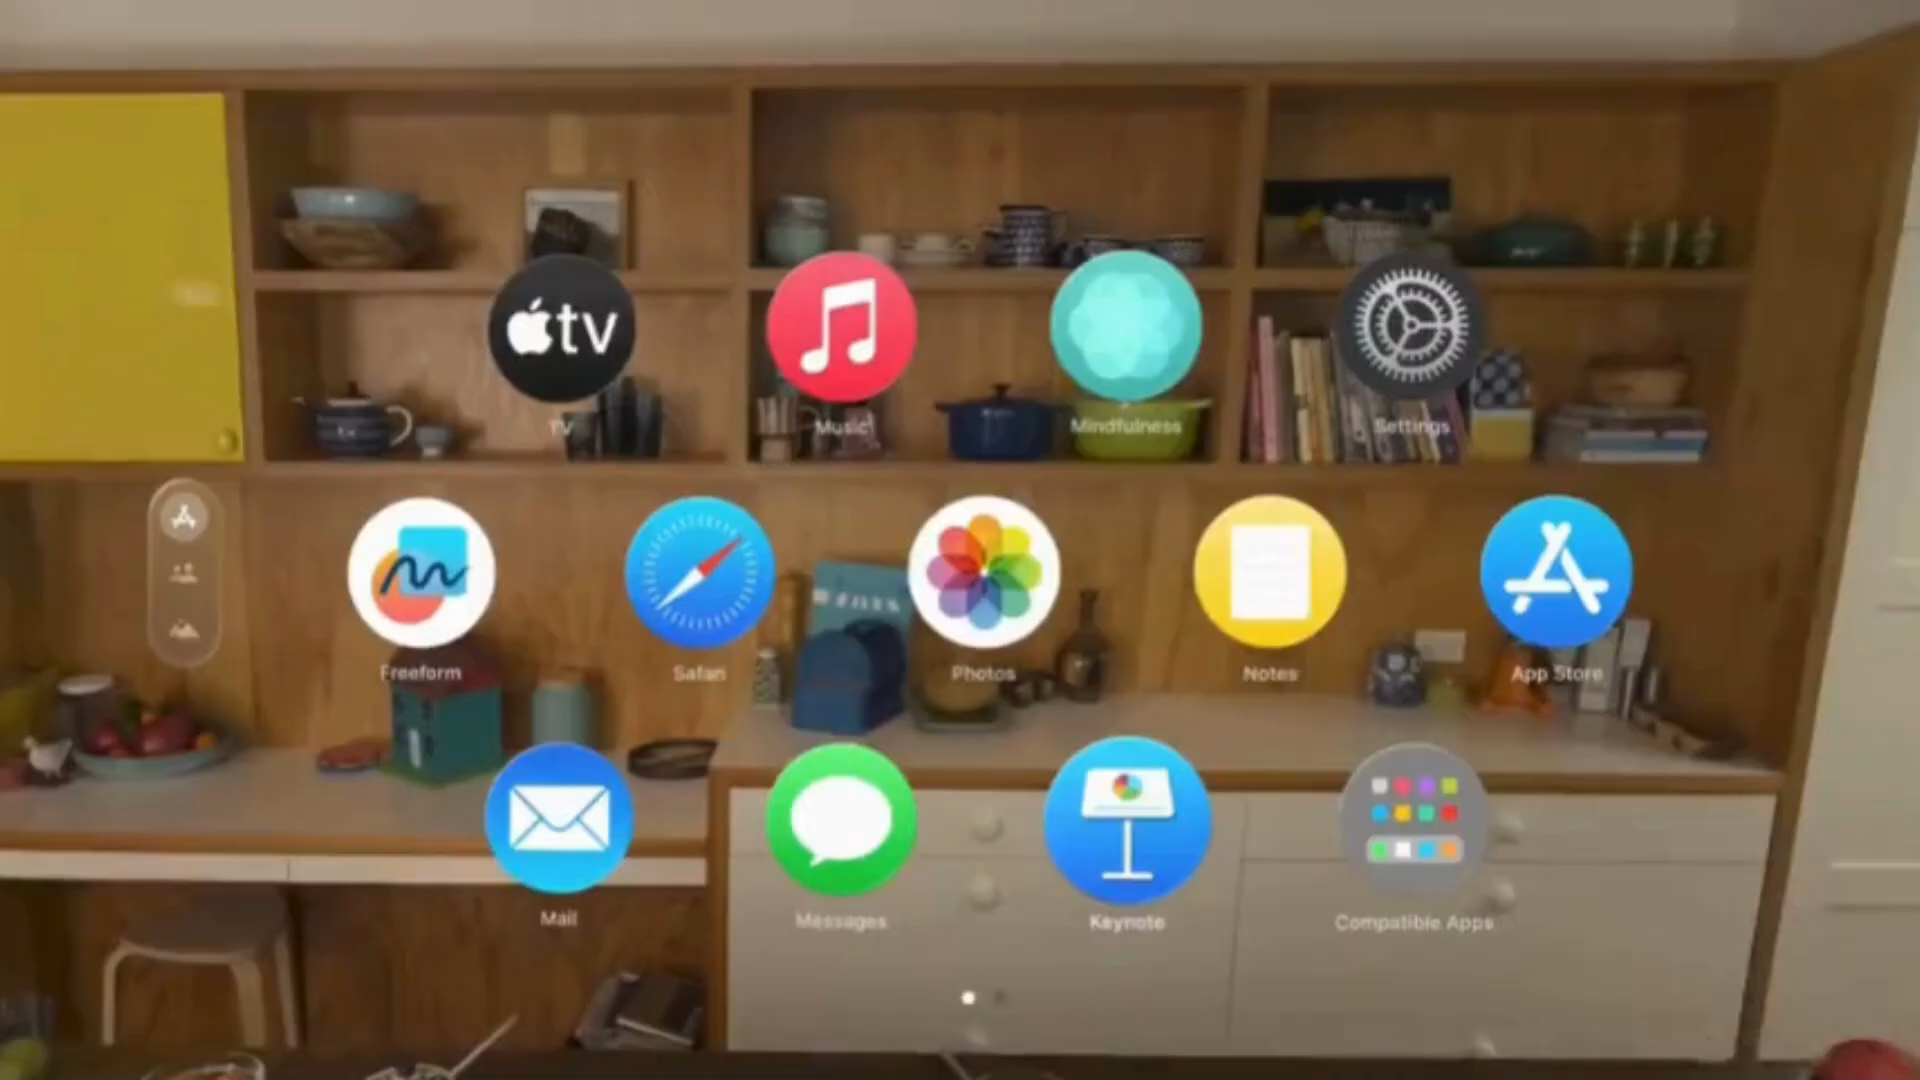 tv
TV
Music
Mindfulness
Settings
Freeform
Safari
Photos
Notes
App Store
Mail
Messages
Keynote
Compatible Apps